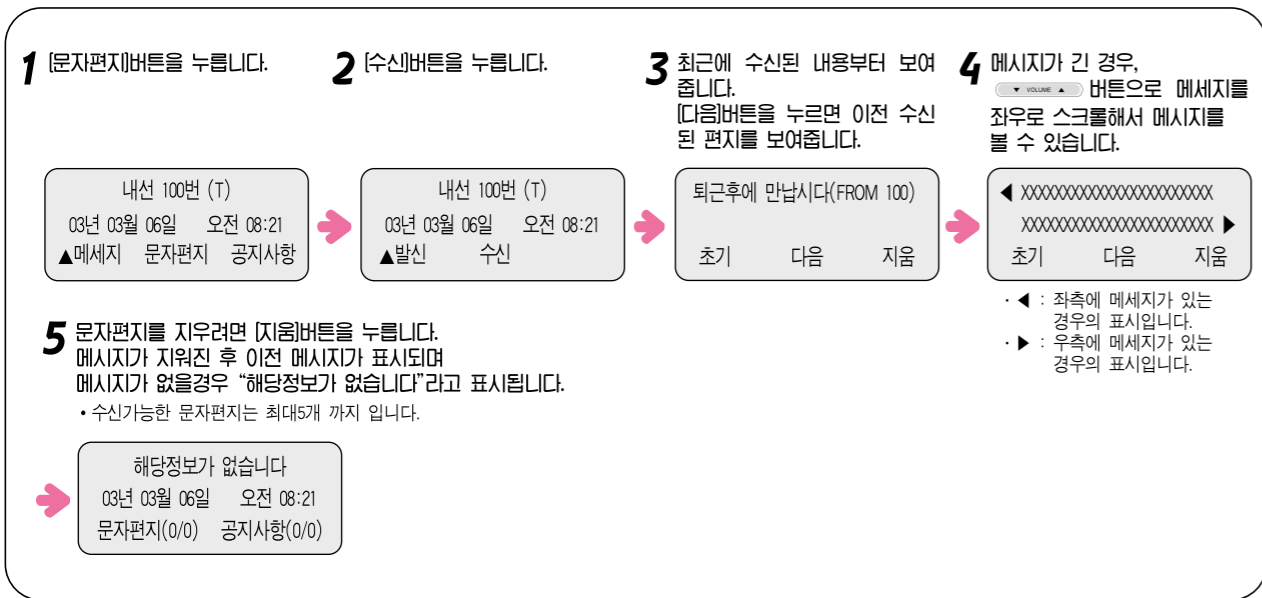 1 [문자편지]버튼을 누릅니다.
내선 100번 (T)
03년 03월 06일 오전 08:21
▲메세지 문자편지 공지사항
2 [수신]버튼을 누릅니다.
내선 100번 (T)
03년 03월 06일 오전 08:21
▲발신 수신
3 최근에 수신된 내용부터 보여
줍니다.
[다음]버튼을 누르면 이전 수신
된 편지를 보여줍니다.
퇴근후에 만납시다(FROM 100)
초기 다음 지움
4 메시지가 긴 경우,
▼ VOLUME ▲ 버튼으로 메세지를
좌우로 스크롤해서 메시지를
볼 수 있습니다.
◀ XXXXXXXXXXXXXXXXXXXXXXX
XXXXXXXXXXXXXXXXXXXXXXX ▶
초기 다음 지움
· ◀ : 좌측에 메세지가 있는
경우의 표시입니다.
· ▶ : 우측에 메세지가 있는
경우의 표시입니다.
5 문자편지를 지우려면 [지움]버튼을 누릅니다.
메시지가 지워진 후 이전 메시지가 표시되며
메시지가 없을경우 “해당정보가 없습니다”라고 표시됩니다.
• 수신가능한 문자편지는 최대5개 까지 입니다.
해당정보가 없습니다
03년 03월 06일 오전 08:21
문자편지(0/0) 공지사항(0/0)